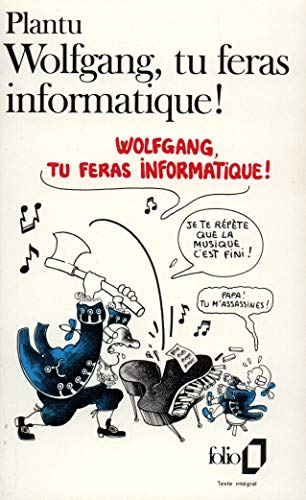 Plantu
Wolfgang, tu feras
informatique!
WOLFGANG,
TU FERAS iNFORMATiQUE!
JE TE RÉPÈTE
QUE LA
MUSIQUE,
C'EST FiNi!
PAPA!
TU M'ASSASSiNES!
folio
Texte intégral